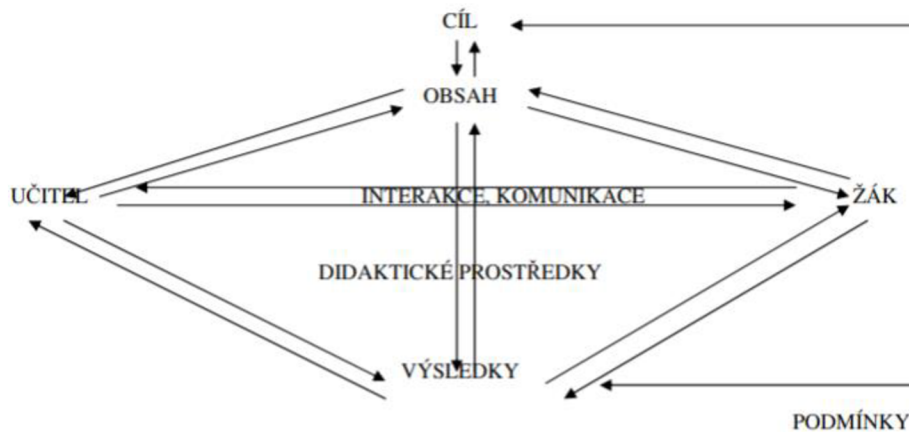 CÍL
OBSAH
UČITEL
INTERAKCE, KOMUNIKACE
ŽÁK
DIDAKTICKÉ PROSTŘEDKY
VÝSLEDKY
PODMÍNKY